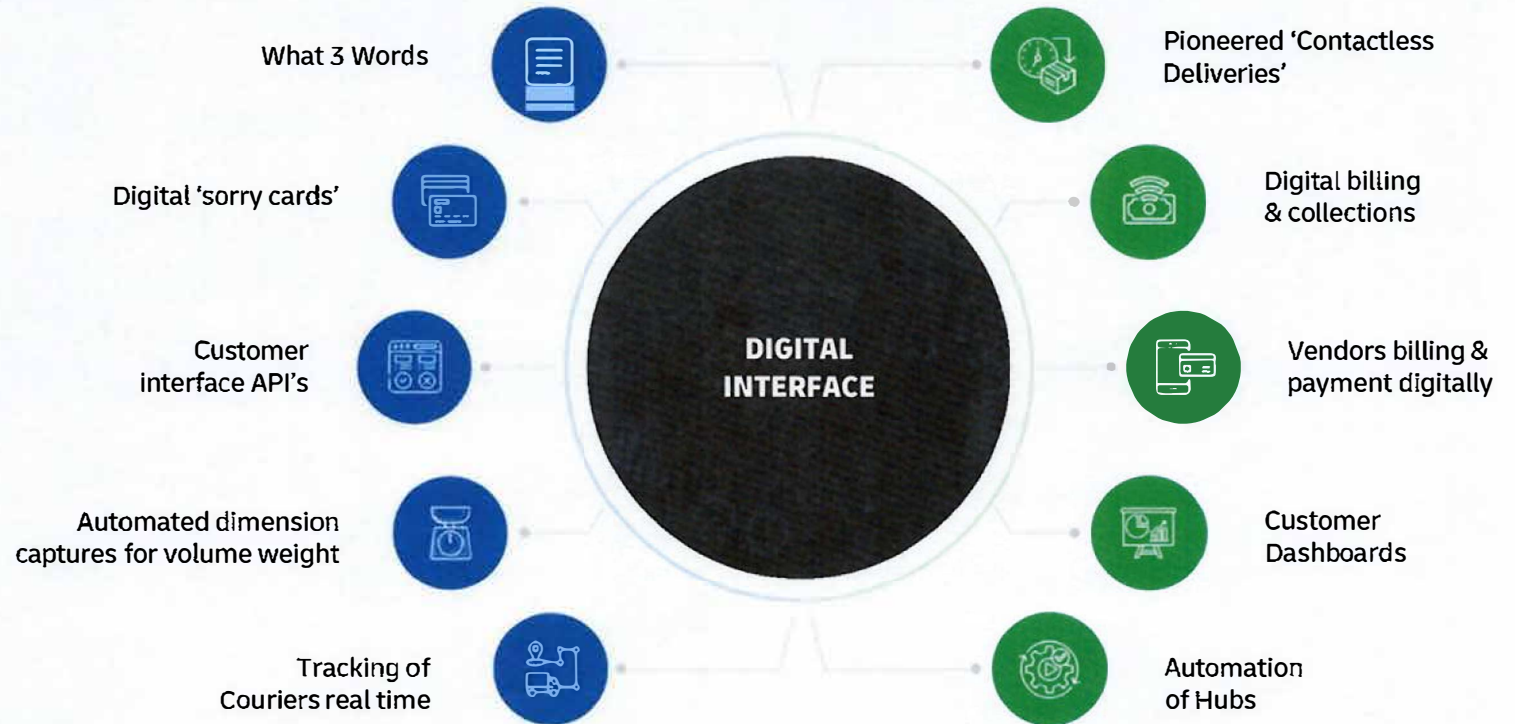 What 3 Words
Digital ‘sorry cards’
Customer
interface API’s
Automated dimension
captures for volume weight
Tracking of
Couriers real time
DIGITAL
INTERFACE
Pioneered ‘Contactless
Deliveries’
Digital billing
& collections
Vendors billing &
payment digitally
Customer
Dashboards
Automation
of Hubs